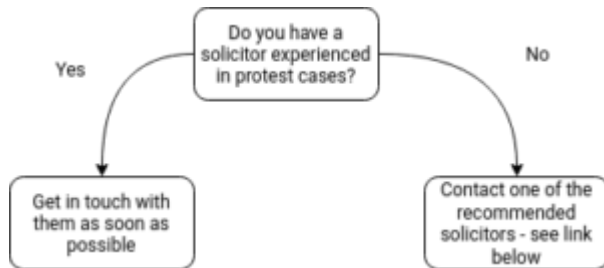 Do you have a
solicitor experienced
in protest cases?
Yes
No
Get in touch with
them as soon as
possible
Contact one of the
recommended
solicitors - see link
below